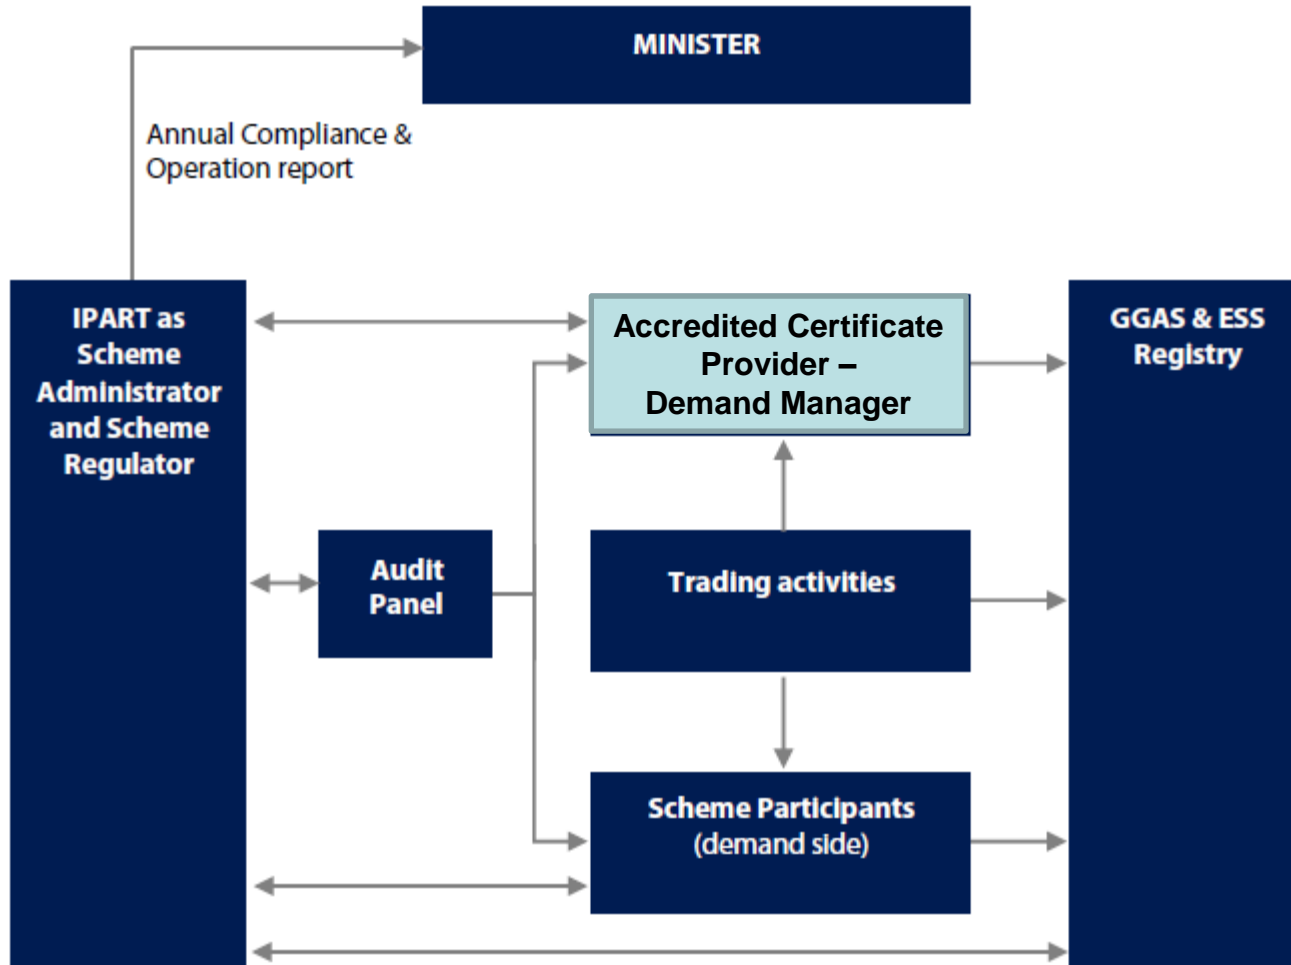 MINISTER
Annual Compliance &
Operation report
IPART as
Scheme
Administrator
and Scheme
Regulator
Accredited Certificate
Provider –
Demand Manager
GGAS & ESS
Registry
Audit
Panel
Trading activities
Scheme Participants
(demand side)